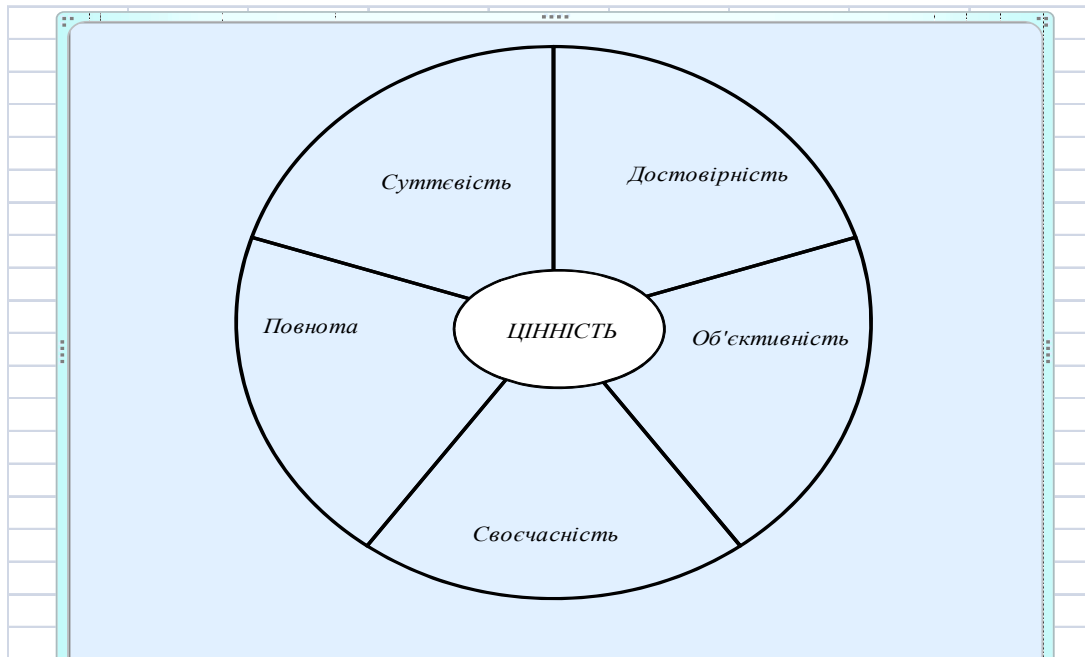 Суттєвість
Достовірність
Повнота
ЦІННІСТЬ
Об'єктивність
Своєчасність